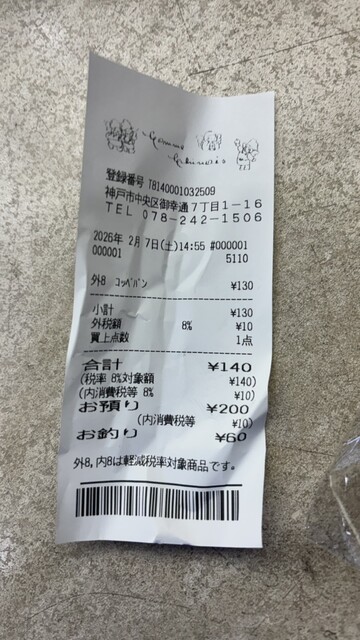 登録番号 T8140001032509
神戸市中央区御幸通7丁目1-16
TEL 078-242-1506
2026年 2月 7日(土)14:55 #000001
000001 5110
外8 ｺｯﾍﾟﾊﾟﾝ ¥130
小計 ¥130
外税額 8% ¥10
買上点数 1点
合計 ¥140
(税率 8%対象額 ¥140)
(内消費税等 8% ¥10)
お預り ¥200
(内消費税等 ¥10)
お釣り ¥60
外8,内8は軽減税率対象商品です。